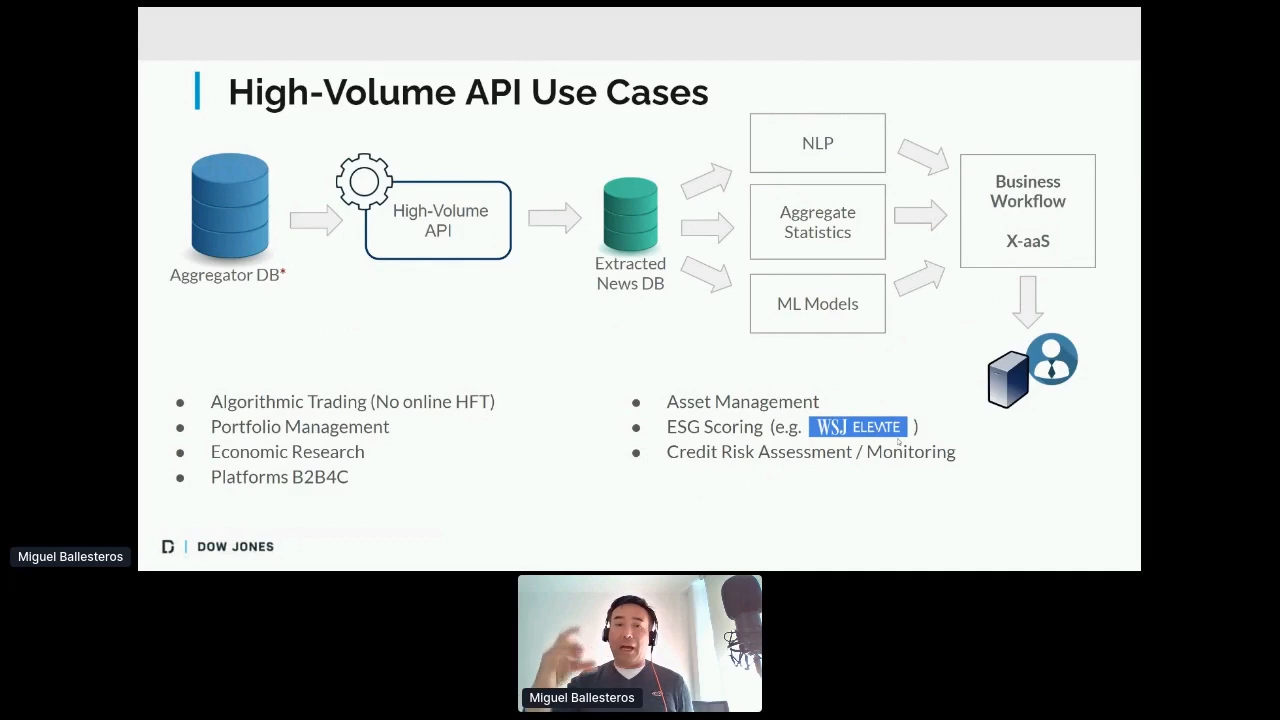 High-Volume API Use Cases
Aggregator DB*
High-Volume
API
Extracted
News DB
NLP
Aggregate
Statistics
ML Models
Business
Workflow
X-aaS
● Algorithmic Trading (No online HFT)
● Portfolio Management
● Economic Research
● Platforms B2B4C
● Asset Management
● ESG Scoring (e.g. WSJ ELEVATE )
● Credit Risk Assessment / Monitoring
D | DOW JONES
Miguel Ballesteros
Miguel Ballesteros